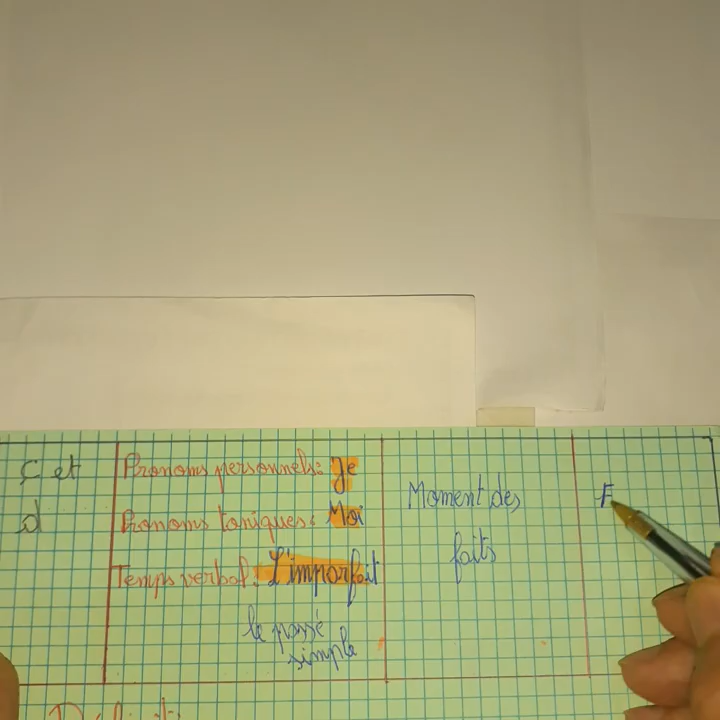 c et
d
Pronoms personnels: Je
Pronoms toniques: Moi
Temps verbal: L'imparfait
le passé
simple
Moment des
faits
F